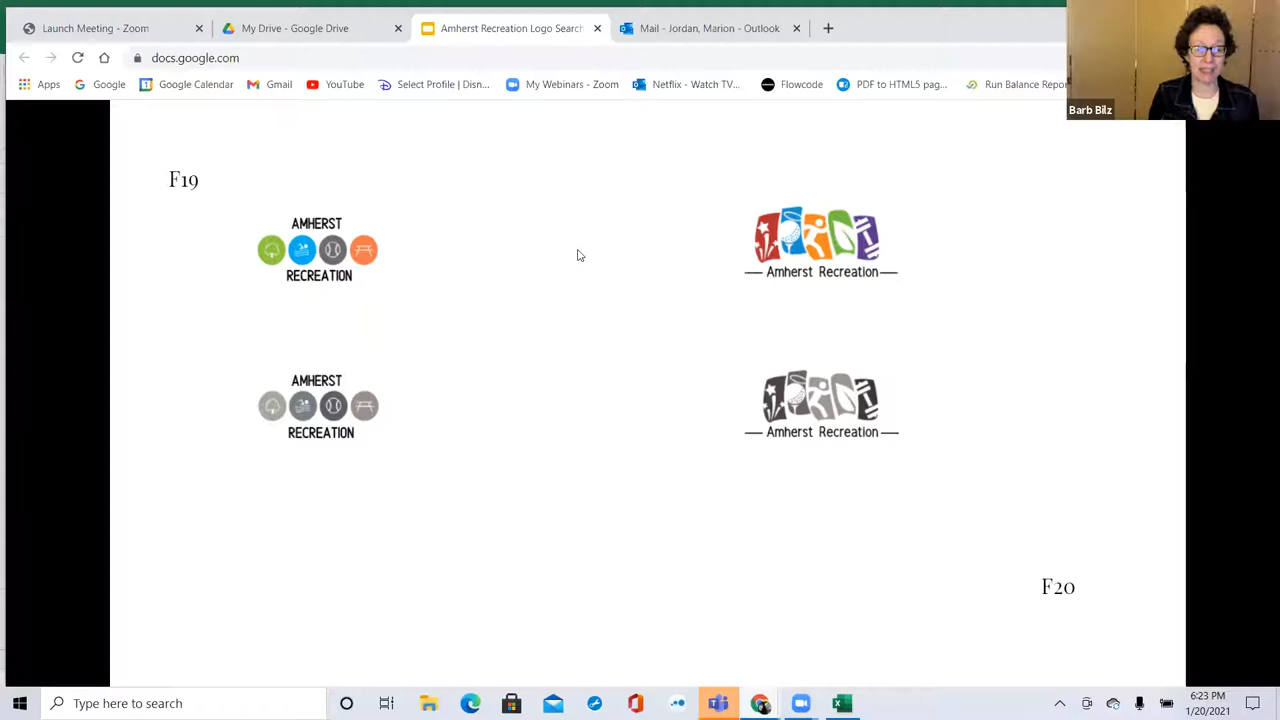 Launch Meeting - Zoom
My Drive - Google Drive
Amherst Recreation Logo Search
Mail - Jordan, Marion - Outlook
docs.google.com
Apps
Google
Google Calendar
Gmail
YouTube
Select Profile | Disn...
My Webinars - Zoom
Netflix - Watch TV...
Flowcode
PDF to HTML5 pag...
Run Balance Repor
Barb Bilz
F19
AMHERST
RECREATION
Amherst Recreation
AMHERST
RECREATION
Amherst Recreation
F20
Type here to search
6:23 PM
1/20/2021